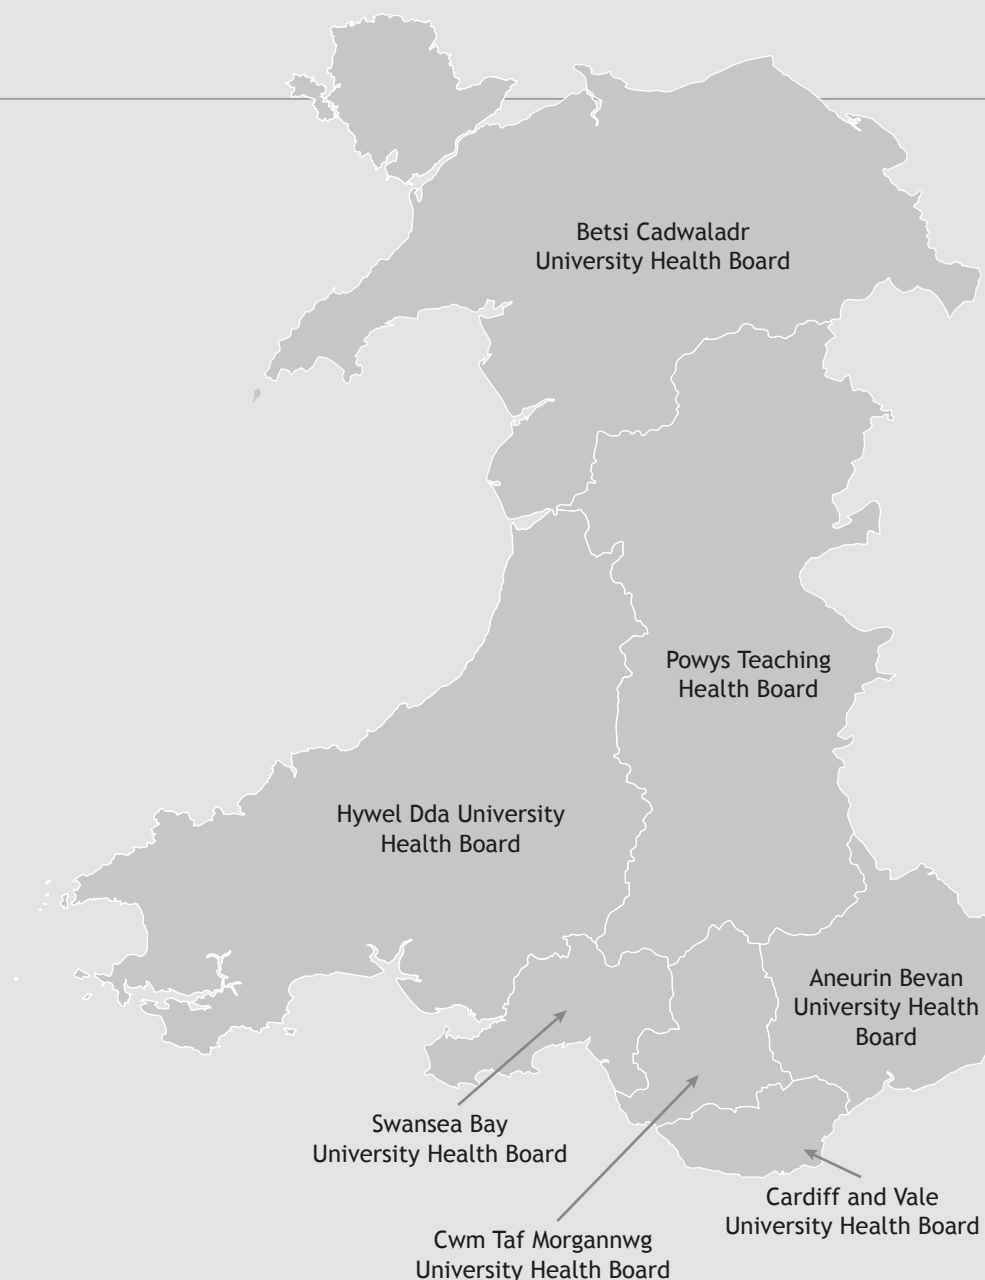 Betsi Cadwaladr
University Health Board
Powys Teaching
Health Board
Hywel Dda University
Health Board
Aneurin Bevan
University Health
Board
Swansea Bay
University Health Board
Cardiff and Vale
University Health Board
Cwm Taf Morgannwg
University Health Board